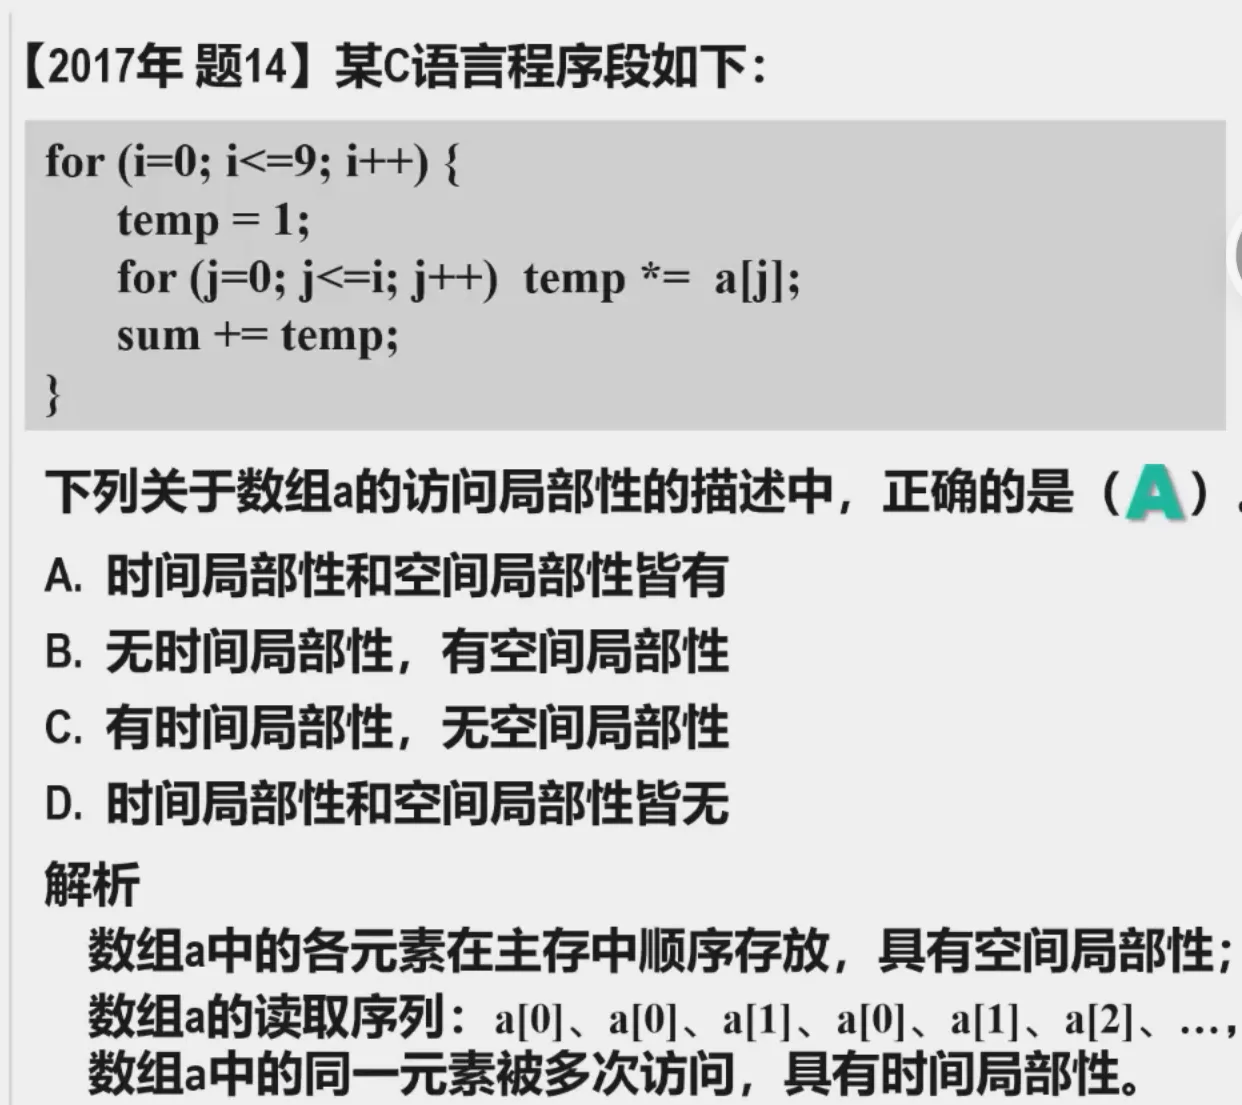 【2017年 题14】某C语言程序段如下：
for (i=0; i<=9; i++) {
temp = 1;
for (j=0; j<=i; j++) temp *= a[j];
sum += temp;
}
下列关于数组a的访问局部性的描述中，正确的是（A）.
A. 时间局部性和空间局部性皆有
B. 无时间局部性，有空间局部性
C. 有时间局部性，无空间局部性
D. 时间局部性和空间局部性皆无
解析
数组a中的各元素在主存中顺序存放，具有空间局部性；
数组a的读取序列：a[0]、a[0]、a[1]、a[0]、a[1]、a[2]、…，
数组a中的同一元素被多次访问，具有时间局部性。